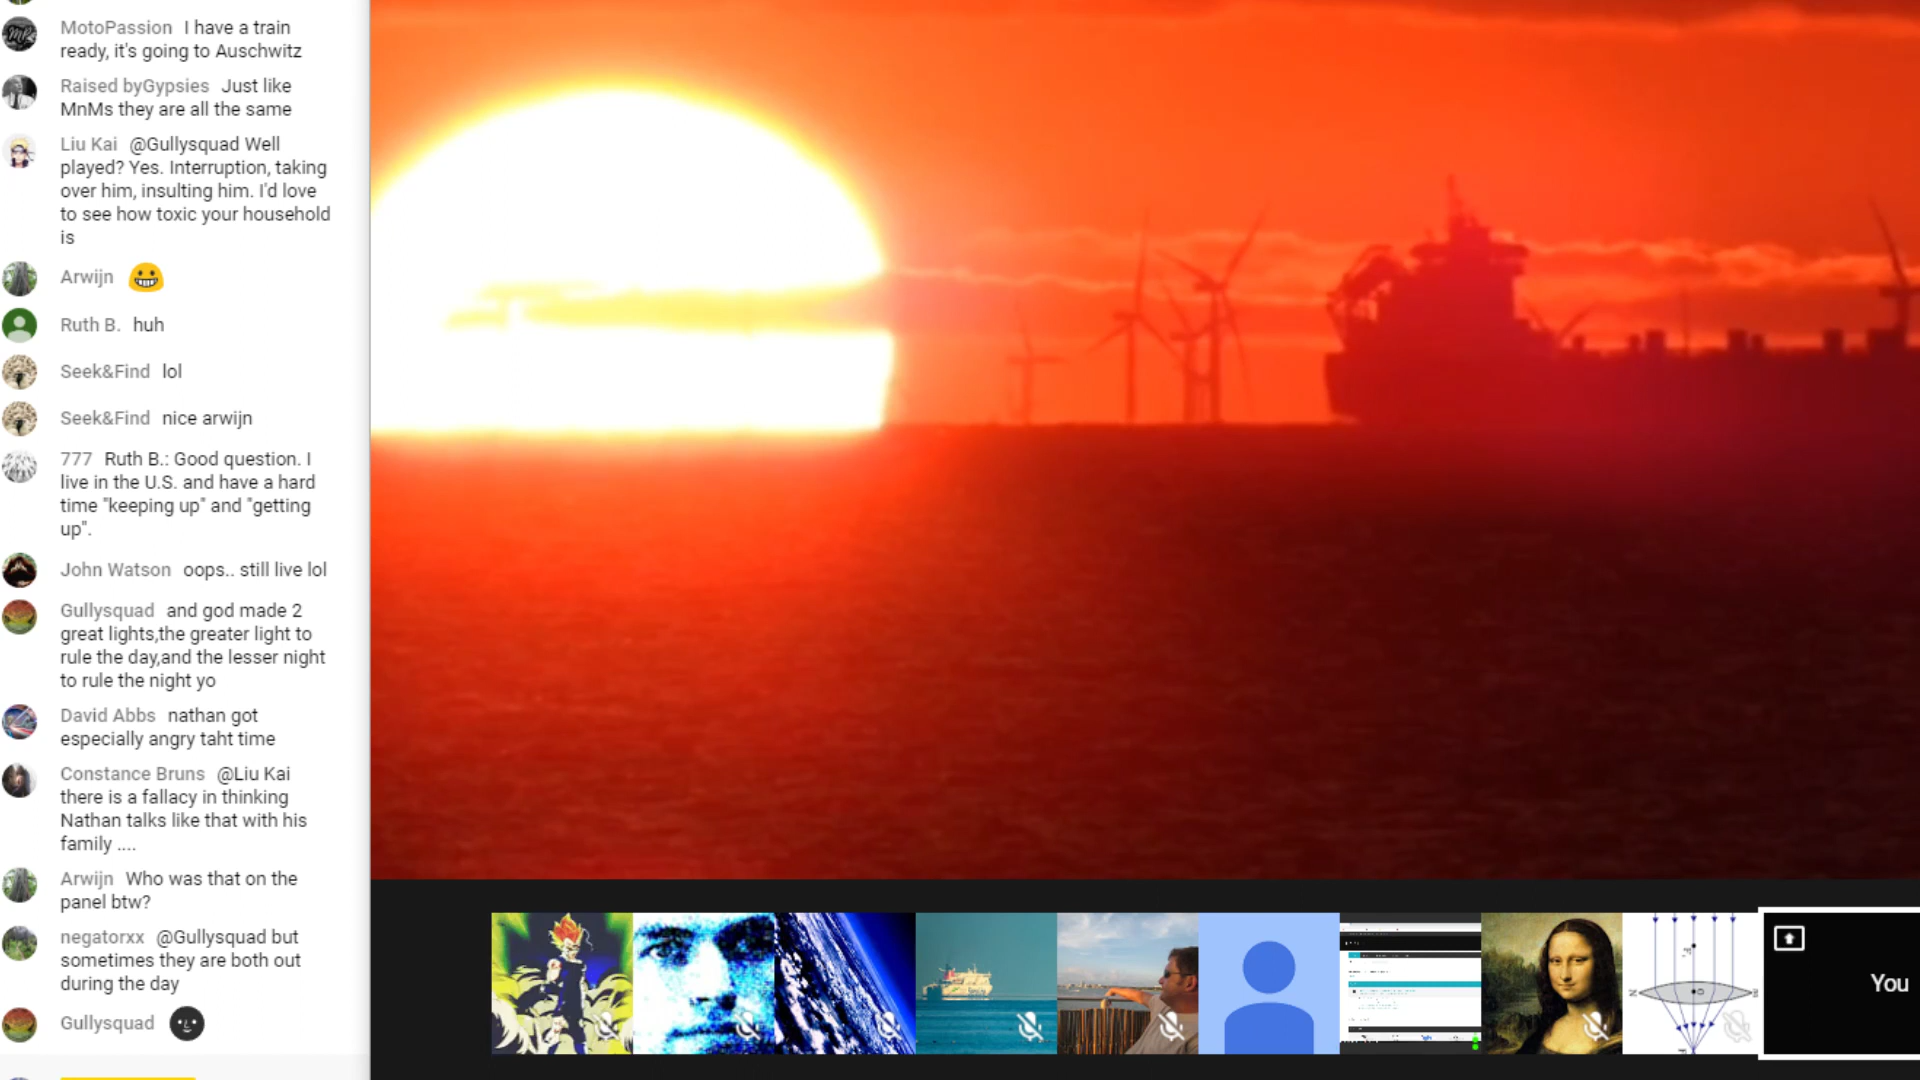 MotoPassion I have a train
ready, it's going to Auschwitz
Raised byGypsies Just like
MnMs they are all the same
Liu Kai @Gullysquad Well
played? Yes. Interruption, taking
over him, insulting him. I'd love
to see how toxic your household
is
Arwijn
Ruth B. huh
Seek&Find lol
Seek&Find nice arwijn
777 Ruth B.: Good question. I
live in the U.S. and have a hard
time "keeping up" and "getting
up".
John Watson oops.. still live lol
Gullysquad and god made 2
great lights,the greater light to
rule the day,and the lesser night
to rule the night yo
David Abbs nathan got
especially angry taht time
Constance Bruns @Liu Kai
there is a fallacy in thinking
Nathan talks like that with his
family ....
Arwijn Who was that on the
panel btw?
negatorxx @Gullysquad but
sometimes they are both out
during the day
Gullysquad
You